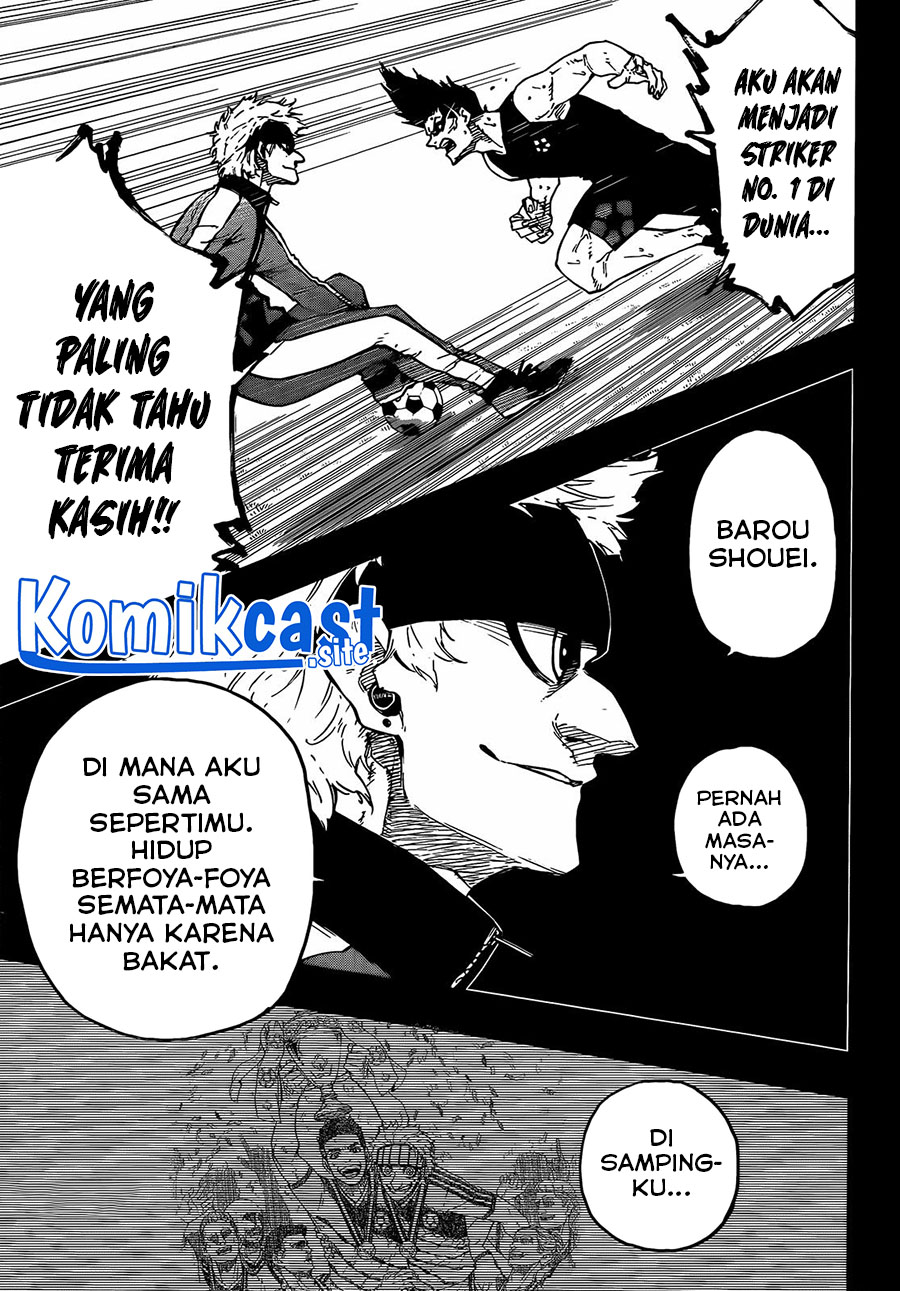 AKU AKAN
MENJADI
STRIKER
NO. 1 DI
DUNIA...
YANG
PALING
TIDAK TAHU
TERIMA
KASIH!!
BAROU
SHOUEI.
PERNAH
ADA
MASA-
NYA...
DI MANA AKU
SAMA
SEPERTIMU.
HIDUP
BERFOYA-FOYA
SEMATA-MATA
HANYA KARENA
BAKAT.
DI
SAMPING-
KU...
Komikcast
.site